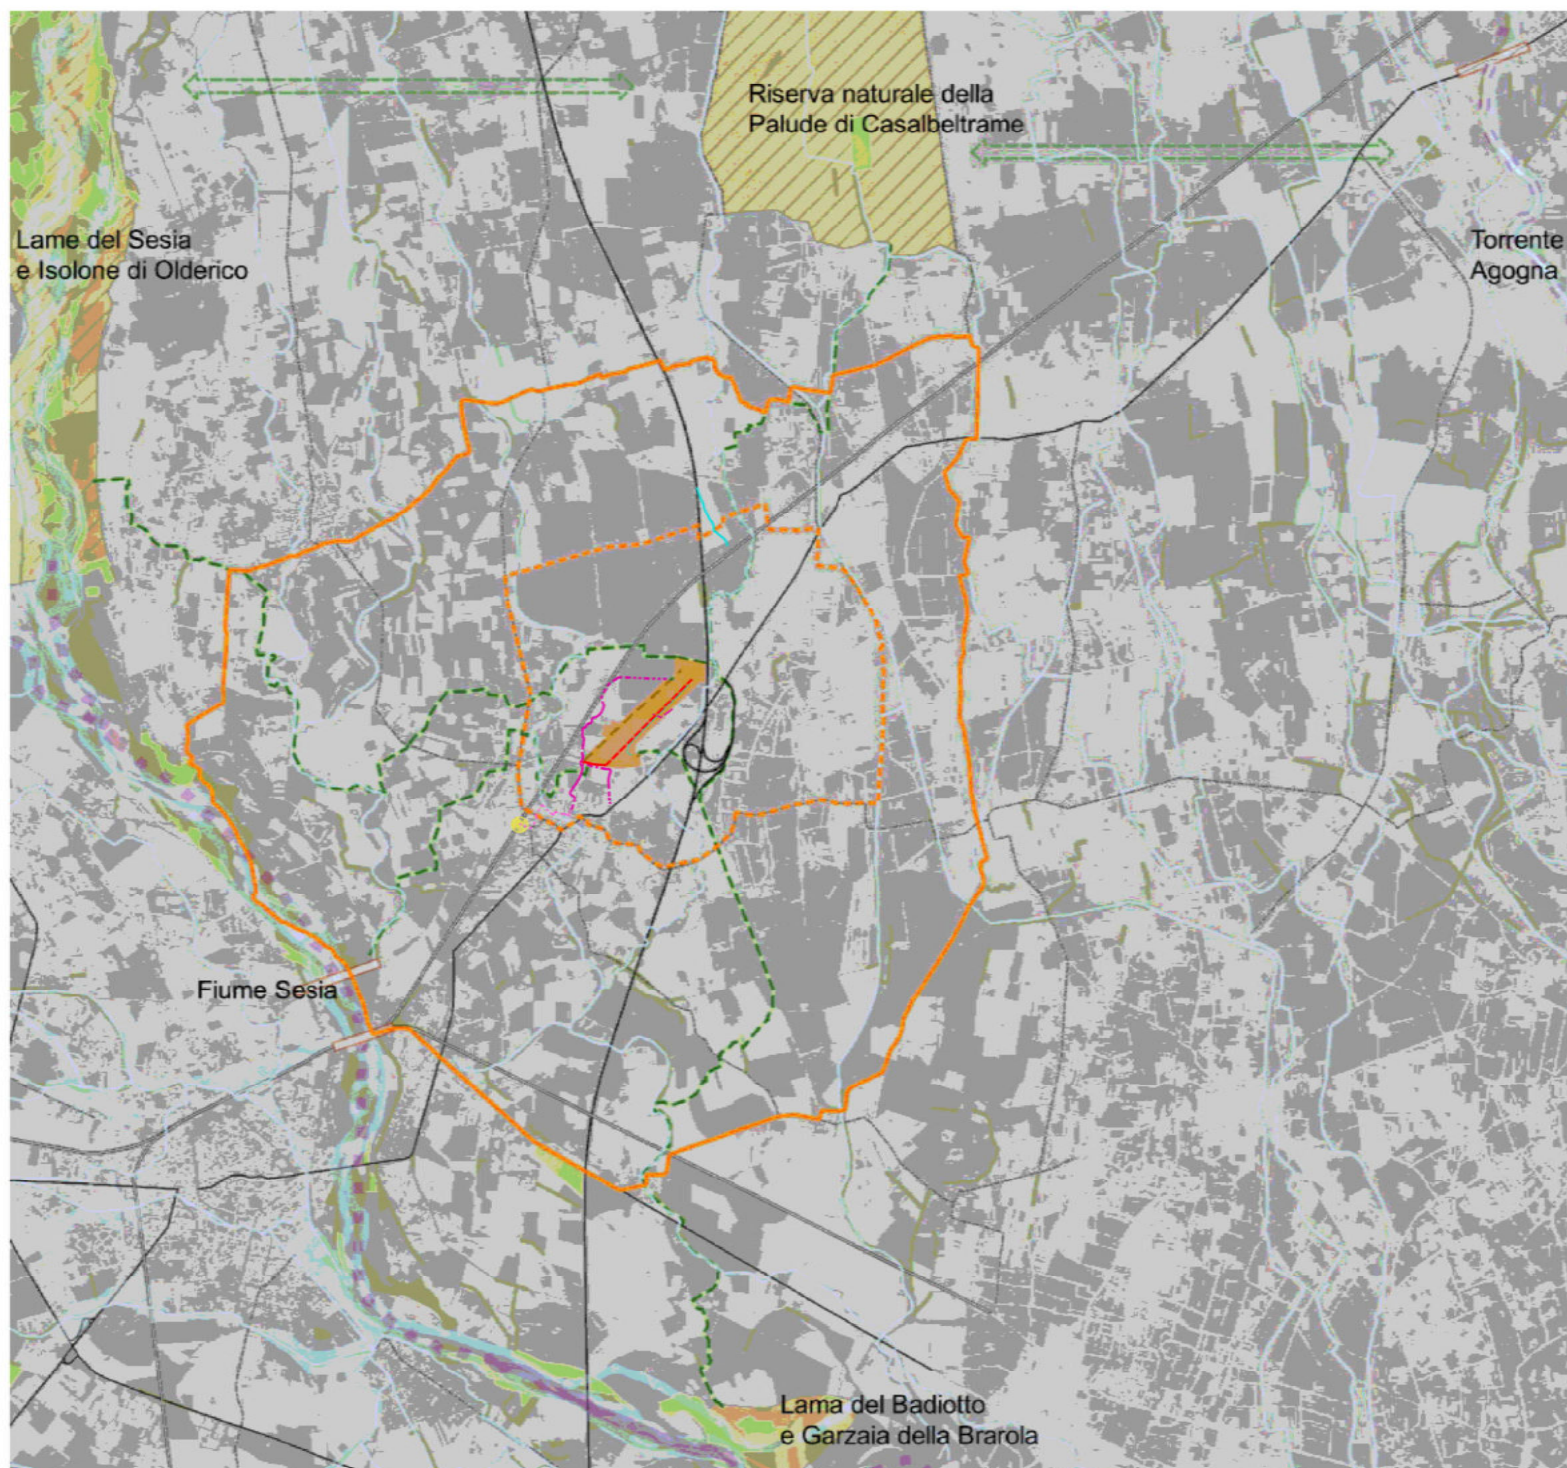 Riserva naturale della
Palude di Casalbeltrame
Lame del Sesia
e Isolone di Olderico
Torrente
Agogna
Fiume Sesia
Lama del Badiotto
e Garzaia della Brarola